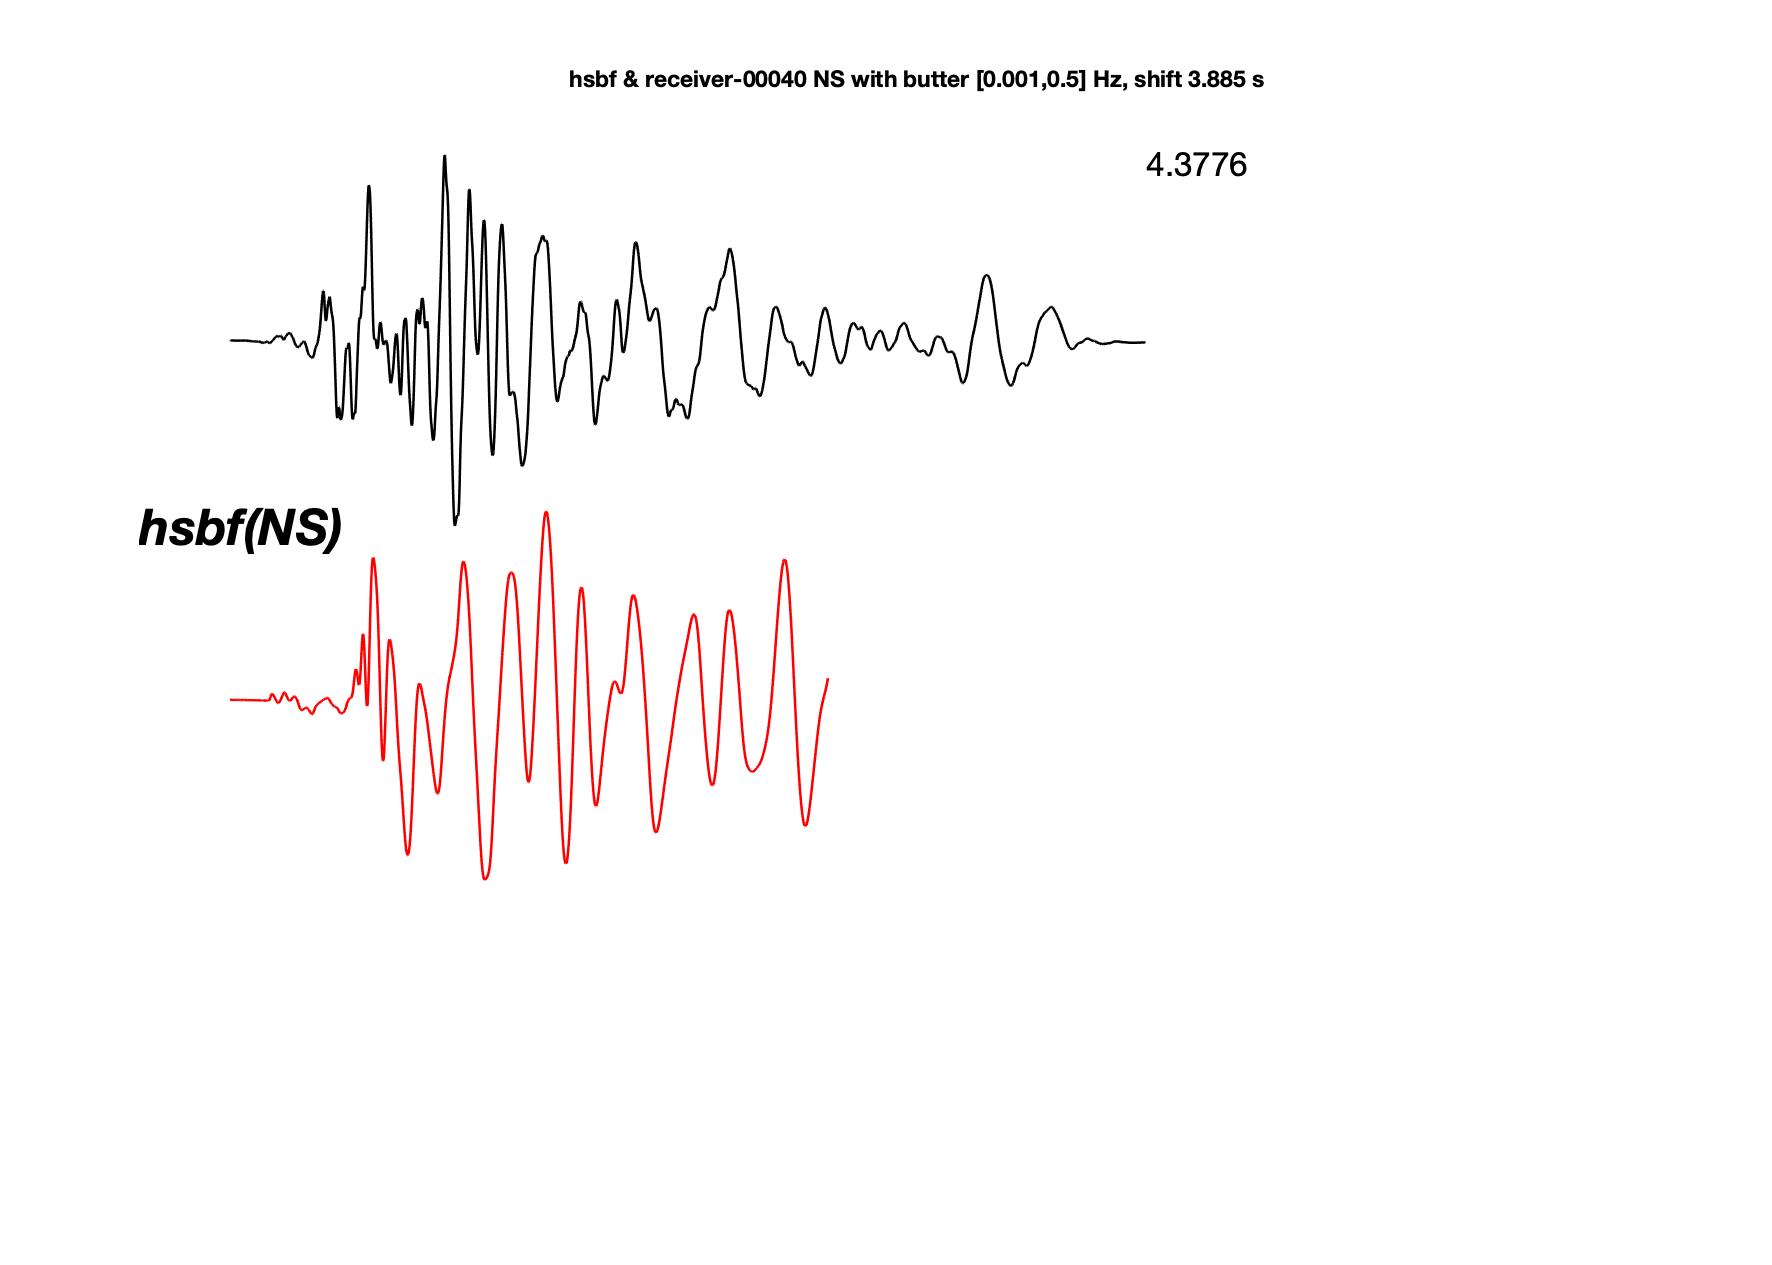 hsbf & receiver-00040 NS with butter [0.001,0.5] Hz, shift 3.885 s
4.3776
hsbf(NS)